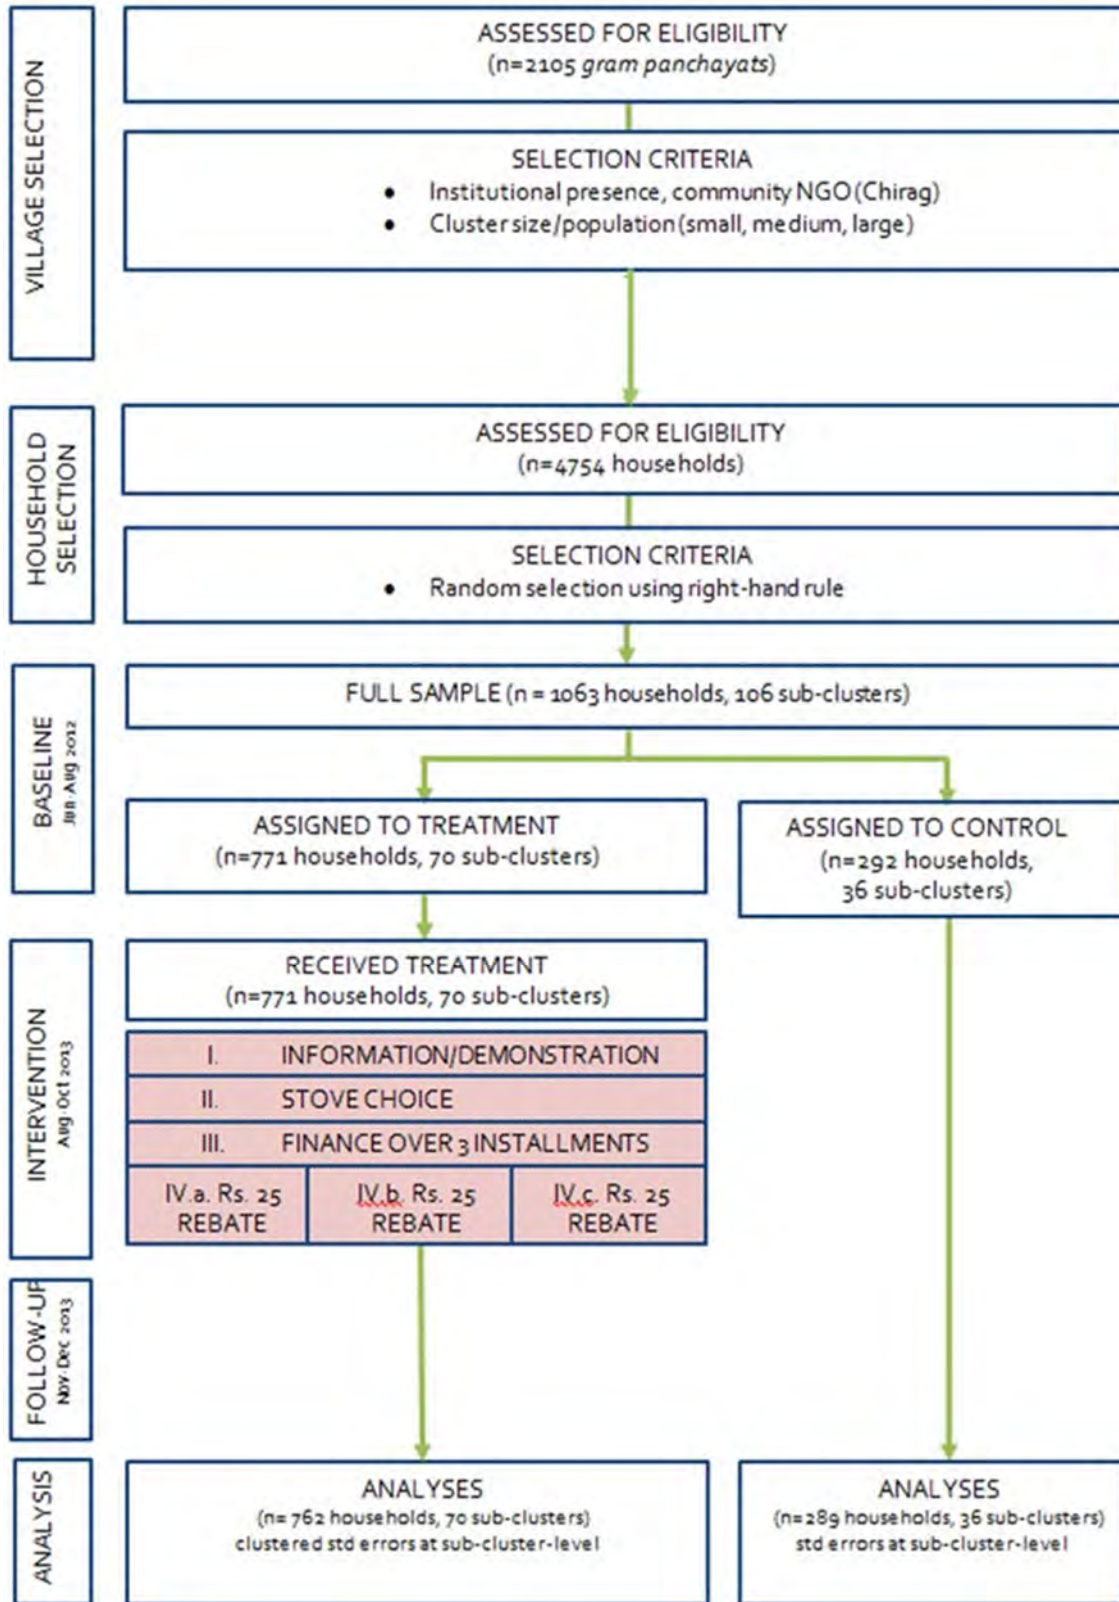 VILLAGE SELECTION
ASSESSED FOR ELIGIBILITY
(n=2105 gram panchayats)
SELECTION CRITERIA
• Institutional presence, community NGO (Chirag)
• Cluster size/population (small, medium, large)
HOUSEHOLD
SELECTION
ASSESSED FOR ELIGIBILITY
(n=4754 households)
SELECTION CRITERIA
• Random selection using right-hand rule
BASELINE
Jun-Aug 2012
FULL SAMPLE (n = 1063 households, 106 sub-clusters)
ASSIGNED TO TREATMENT
(n=771 households, 70 sub-clusters)
ASSIGNED TO CONTROL
(n=292 households,
36 sub-clusters)
INTERVENTION
Aug-Oct 2013
RECEIVED TREATMENT
(n=771 households, 70 sub-clusters)
I. INFORMATION/DEMONSTRATION
II. STOVE CHOICE
III. FINANCE OVER 3 INSTALLMENTS
IV.a. Rs. 25
REBATE
IV.b. Rs. 25
REBATE
IV.c. Rs. 25
REBATE
FOLLOW-UP
Nov-Dec 2013
ANALYSIS
ANALYSES
(n= 762 households, 70 sub-clusters)
clustered std errors at sub-cluster-level
ANALYSES
(n=289 households, 36 sub-clusters)
std errors at sub-cluster-level